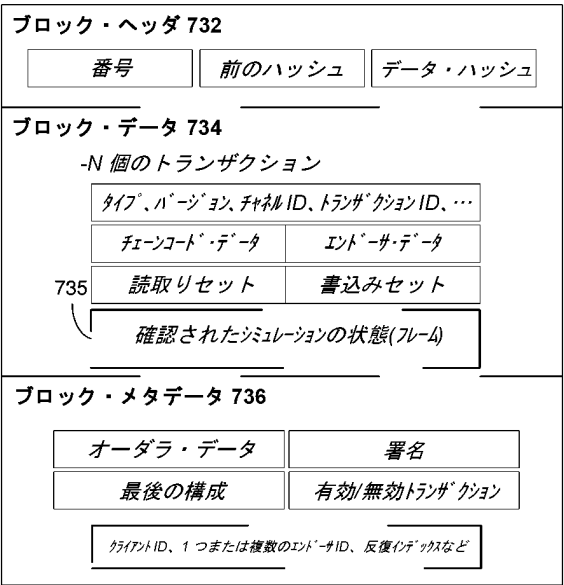 ブロック・ヘッダ 732
番号 前のハッシュ データ・ハッシュ
ブロック・データ 734
-N 個のトランザクション
ﾀｲﾌﾟ、ﾊﾞｰｼﾞｮﾝ、ﾁｬﾈﾙ ID、ﾄﾗﾝｻﾞｸｼｮﾝ ID、…
ﾁｪｰﾝｺｰﾄﾞ・ﾃﾞｰﾀ ｴﾝﾄﾞｰｻ・ﾃﾞｰﾀ
735 読取りセット 書込みセット
確認されたｼﾐｭﾚｰｼｮﾝの状態(ﾌﾚｰﾑ)
ブロック・メタデータ 736
オーダラ・データ 署名
最後の構成 有効/無効ﾄﾗﾝｻﾞｸｼｮﾝ
ｸﾗｲｱﾝﾄ ID、1 つまたは複数のｴﾝﾄﾞｰｻ ID、反復ｲﾝﾃﾞｯｸｽなど